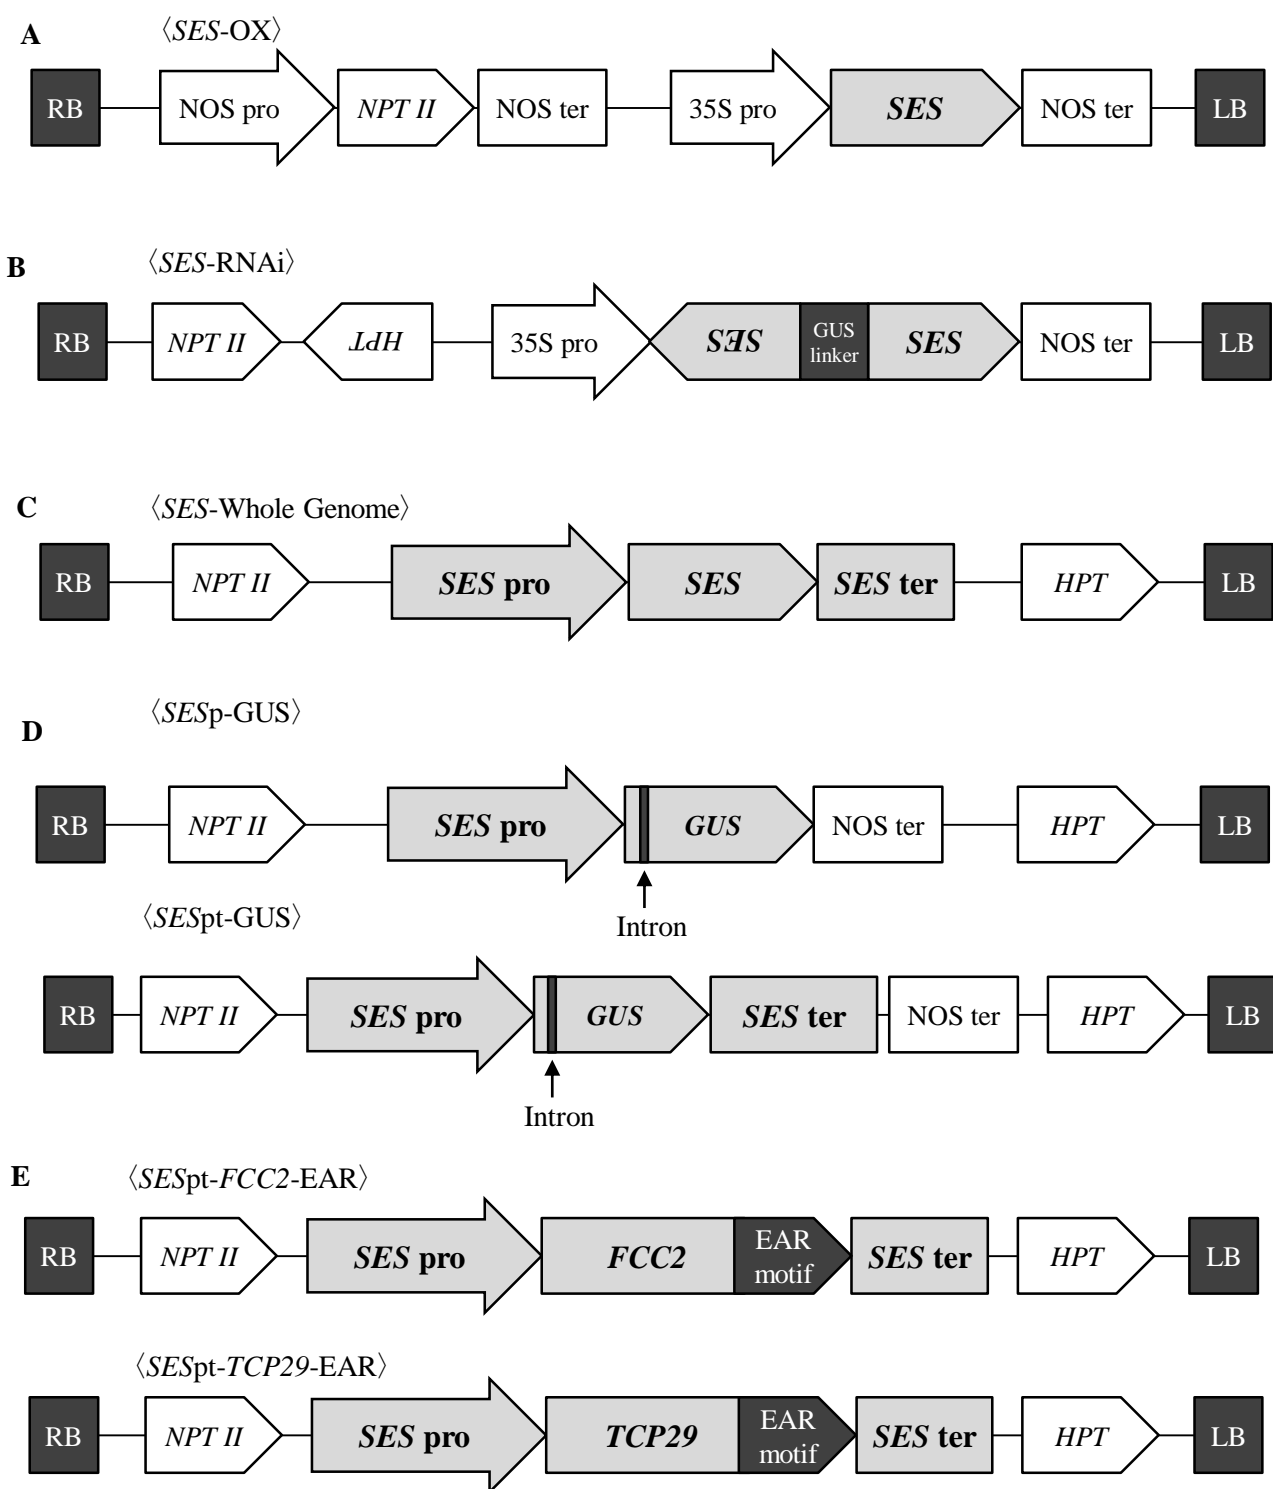 A
〈SES-OX〉
RB NOS pro NPT II NOS ter 35S pro SES NOS ter LB
B
〈SES-RNAi〉
RB NPT II HPT 35S pro SES GUS linker SES NOS ter LB
C
〈SES-Whole Genome〉
RB NPT II SES pro SES SES ter HPT LB
D
〈SESp-GUS〉
RB NPT II SES pro GUS NOS ter HPT LB
Intron
〈SESpt-GUS〉
RB NPT II SES pro GUS SES ter NOS ter HPT LB
Intron
E
〈SESpt-FCC2-EAR〉
RB NPT II SES pro FCC2 EAR motif SES ter HPT LB
〈SESpt-TCP29-EAR〉
RB NPT II SES pro TCP29 EAR motif SES ter HPT LB